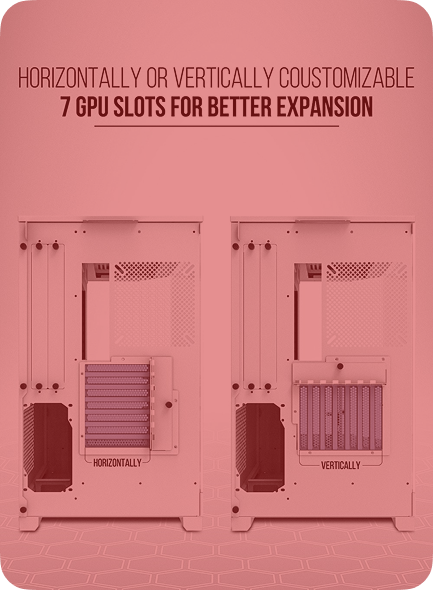 HORIZONTALLY OR VERTICALLY COUSTOMIZABLE
7 GPU SLOTS FOR BETTER EXPANSION
HORIZONTALLY
VERTICALLY